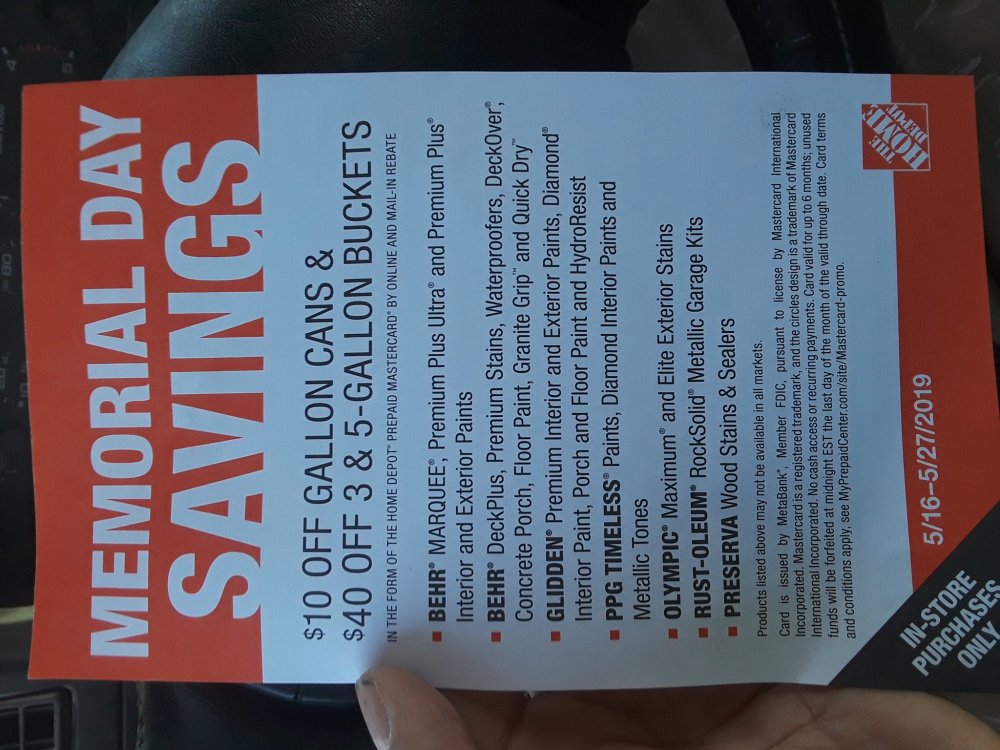 MEMORIAL DAY
SAVINGS
$10 OFF GALLON CANS &
$40 OFF 3 & 5-GALLON BUCKETS
IN THE FORM OF THE HOME DEPOT® PREPAID MASTERCARD® BY ONLINE AND MAIL-IN REBATE
▪ BEHR® MARQUEE®, Premium Plus Ultra® and Premium Plus®
Interior and Exterior Paints
▪ BEHR® DeckPlus, Premium Stains, Waterproofers, DeckOver®,
Concrete Porch, Floor Paint, Granite Grip™ and Quick Dry™
▪ GLIDDEN® Premium Interior and Exterior Paints, Diamond®
Interior Paint, Porch and Floor Paint and HydroResist
▪ PPG TIMELESS® Paints, Diamond Interior Paints and
Metallic Tones
▪ OLYMPIC® Maximum® and Elite Exterior Stains
▪ RUST-OLEUM® RockSolid® Metallic Garage Kits
▪ PRESERVA Wood Stains & Sealers
Products listed above may not be available in all markets.
Card is issued by MetaBank®, Member FDIC, pursuant to license by Mastercard International
Incorporated. Mastercard is a registered trademark, and the circles design is a trademark of Mastercard
International Incorporated. No cash access or recurring payments. Card valid for up to 6 months; unused
funds will be forfeited at midnight EST the last day of the month of the valid through date. Card terms
and conditions apply, see MyPrepaidCenter.com/site/Mastercard-promo.
THE
HOME
DEPOT
5/16–5/27/2019
IN-STORE
PURCHASES
ONLY
4
5
80